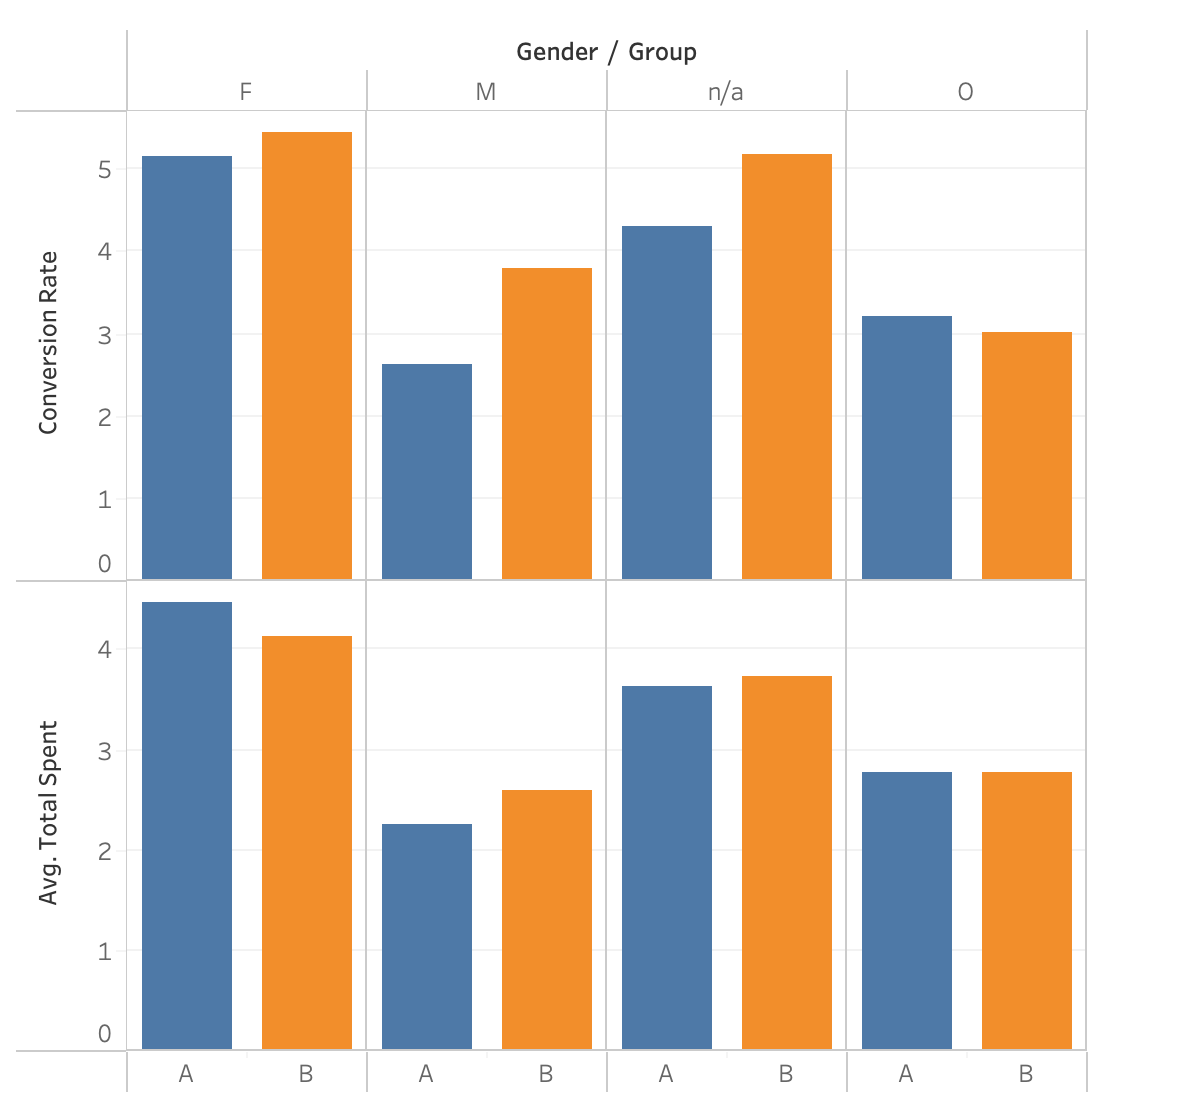 Gender / Group
F M n/a O
Conversion Rate
5
4
3
2
1
0
Avg. Total Spent
4
3
2
1
0
A B A B A B A B